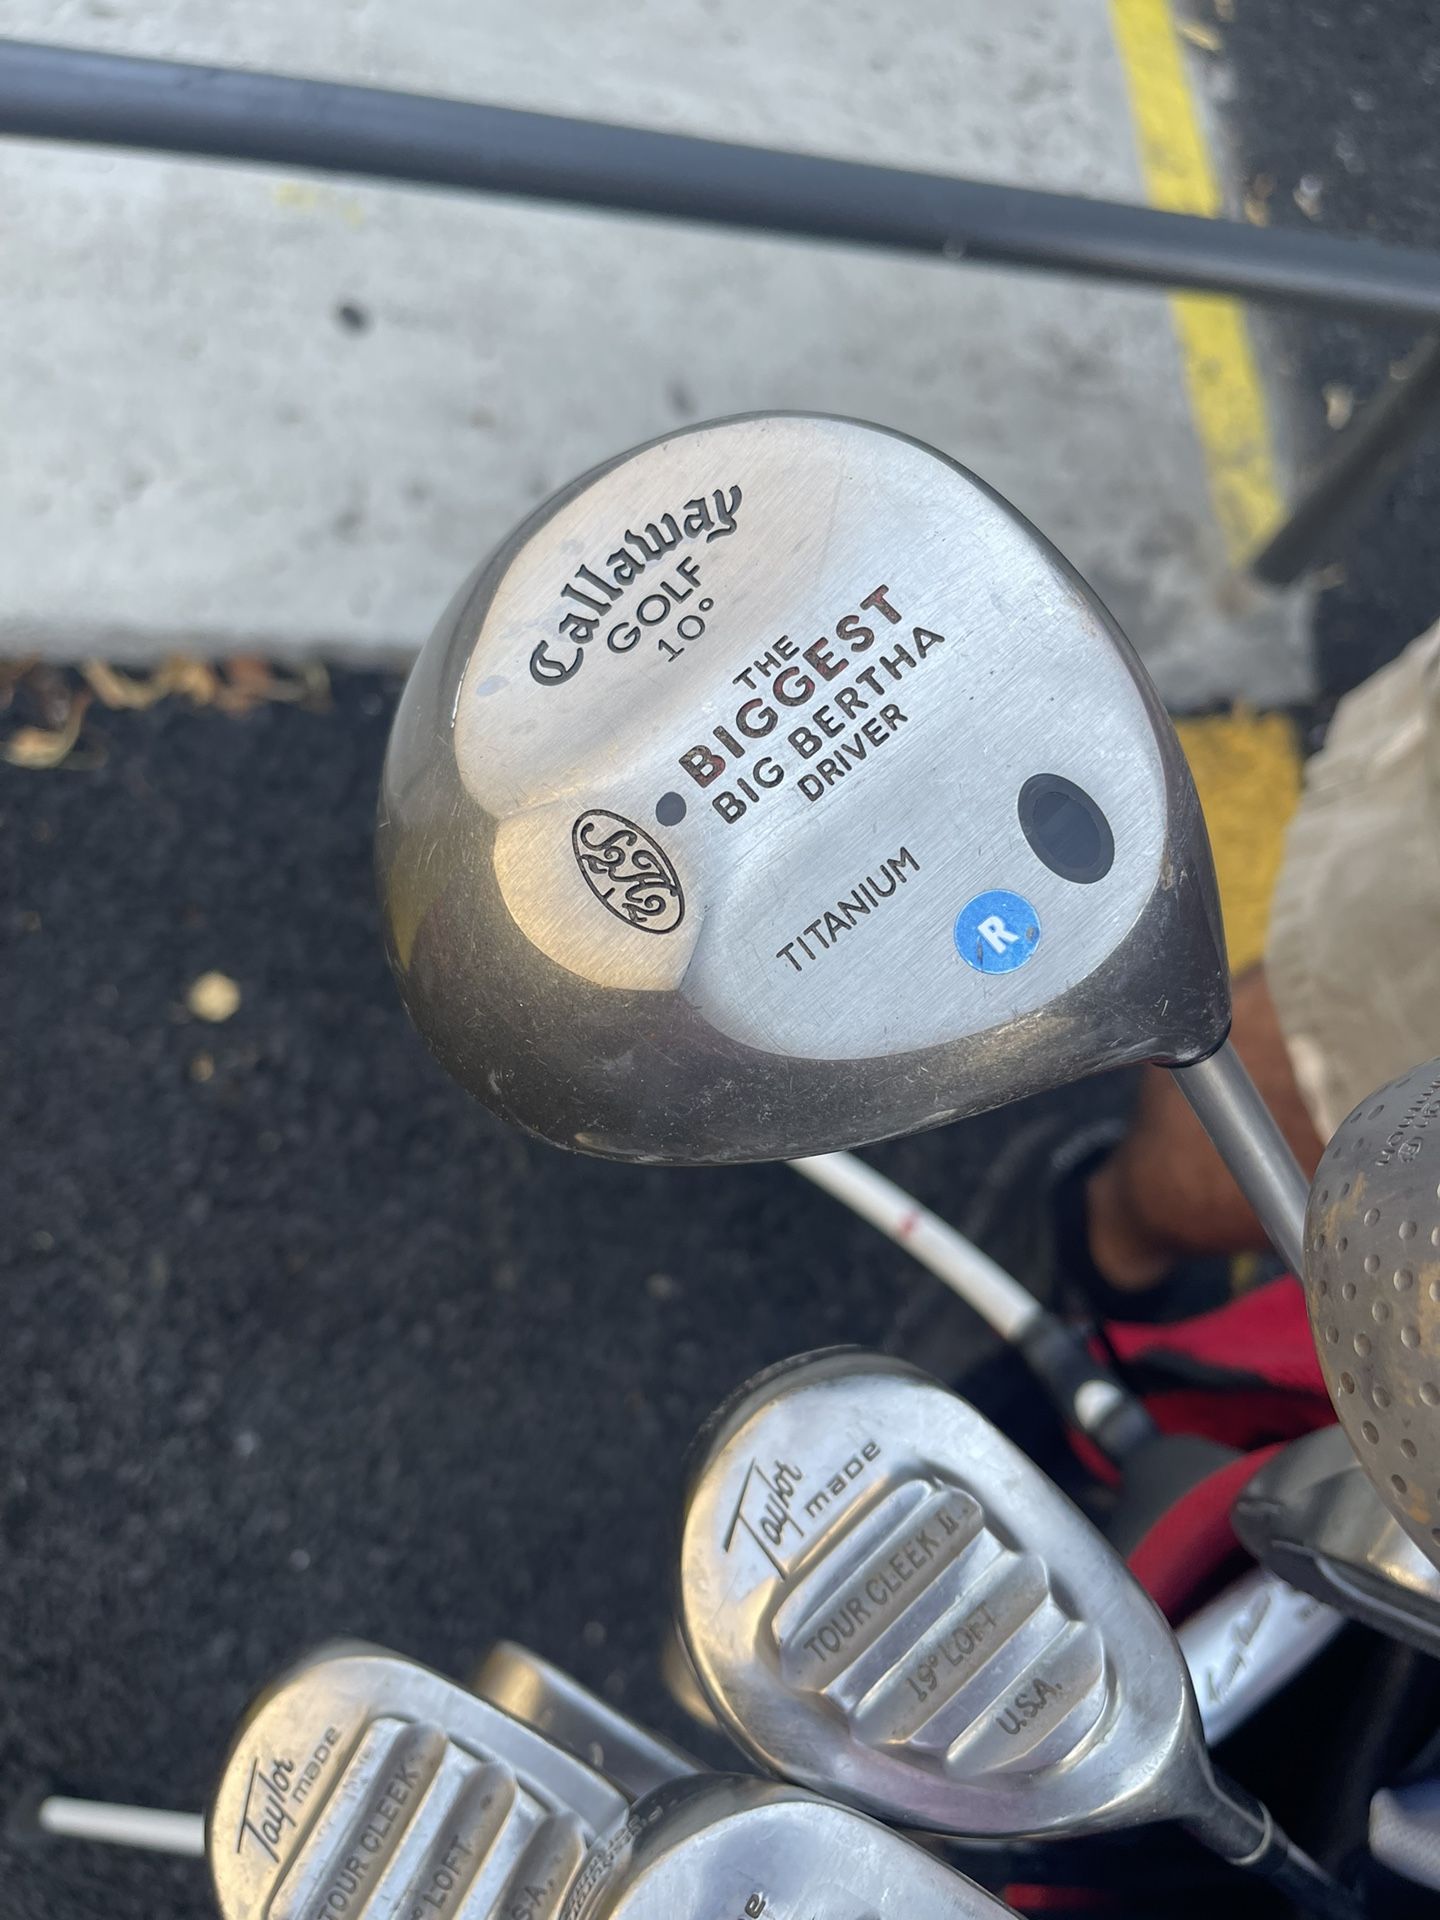 Callaway
GOLF
10°
THE
BIGGEST
BIG BERTHA
DRIVER
S2H2
TITANIUM
R
Taylor
made
TOUR CLEEK II
19° LOFT
U.S.A.
Taylor
made
TOUR CLEEK
° LOFT
S.A.